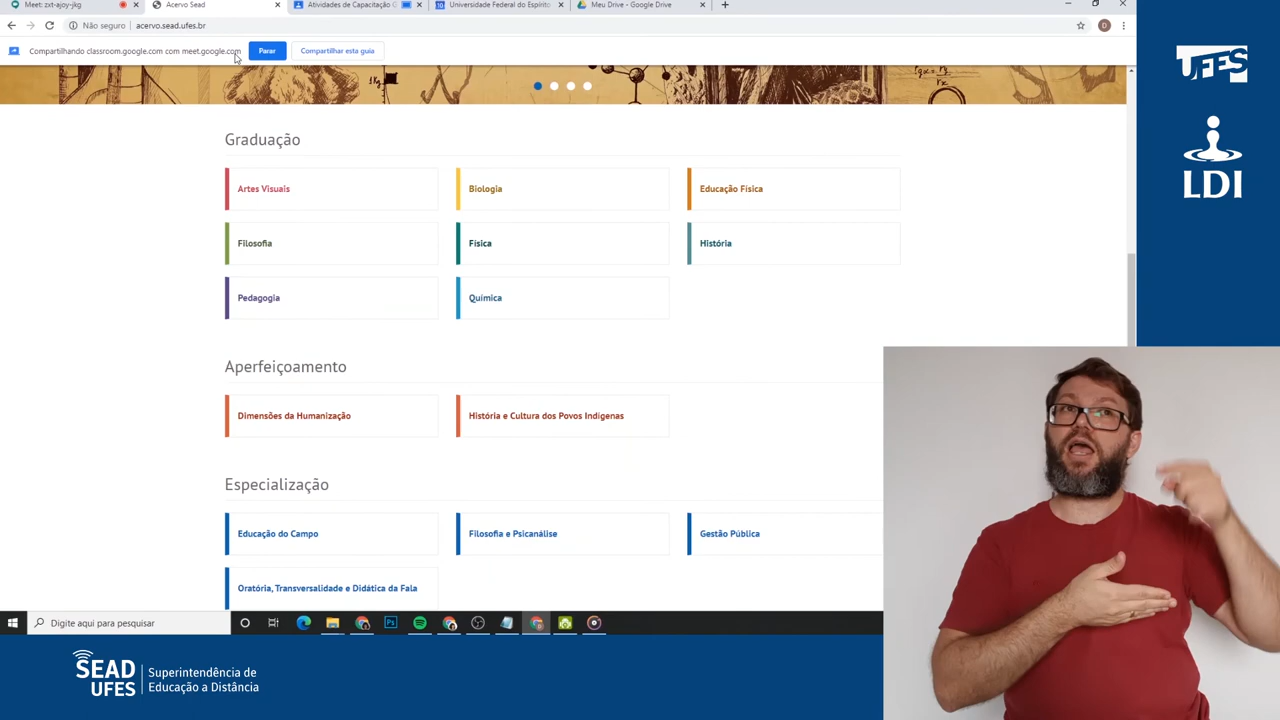 Meet: zxt-ajoy-jkg
Acervo Sead
Atividades de Capacitação
Universidade Federal do Espírito
Meu Drive - Google Drive
Não seguro
acervo.sead.ufes.br
D
Compartilhando classroom.google.com com meet.google.com
Parar
Compartilhar esta guia
UFES
LDI
Graduação
Artes Visuais
Biologia
Educação Física
Filosofia
Física
História
Pedagogia
Química
Aperfeiçoamento
Dimensões da Humanização
História e Cultura dos Povos Indígenas
Especialização
Educação do Campo
Filosofia e Psicanálise
Gestão Pública
Oratória, Transversalidade e Didática da Fala
Digite aqui para pesquisar
Ps
SEAD
UFES
Superintendência de
Educação a Distância